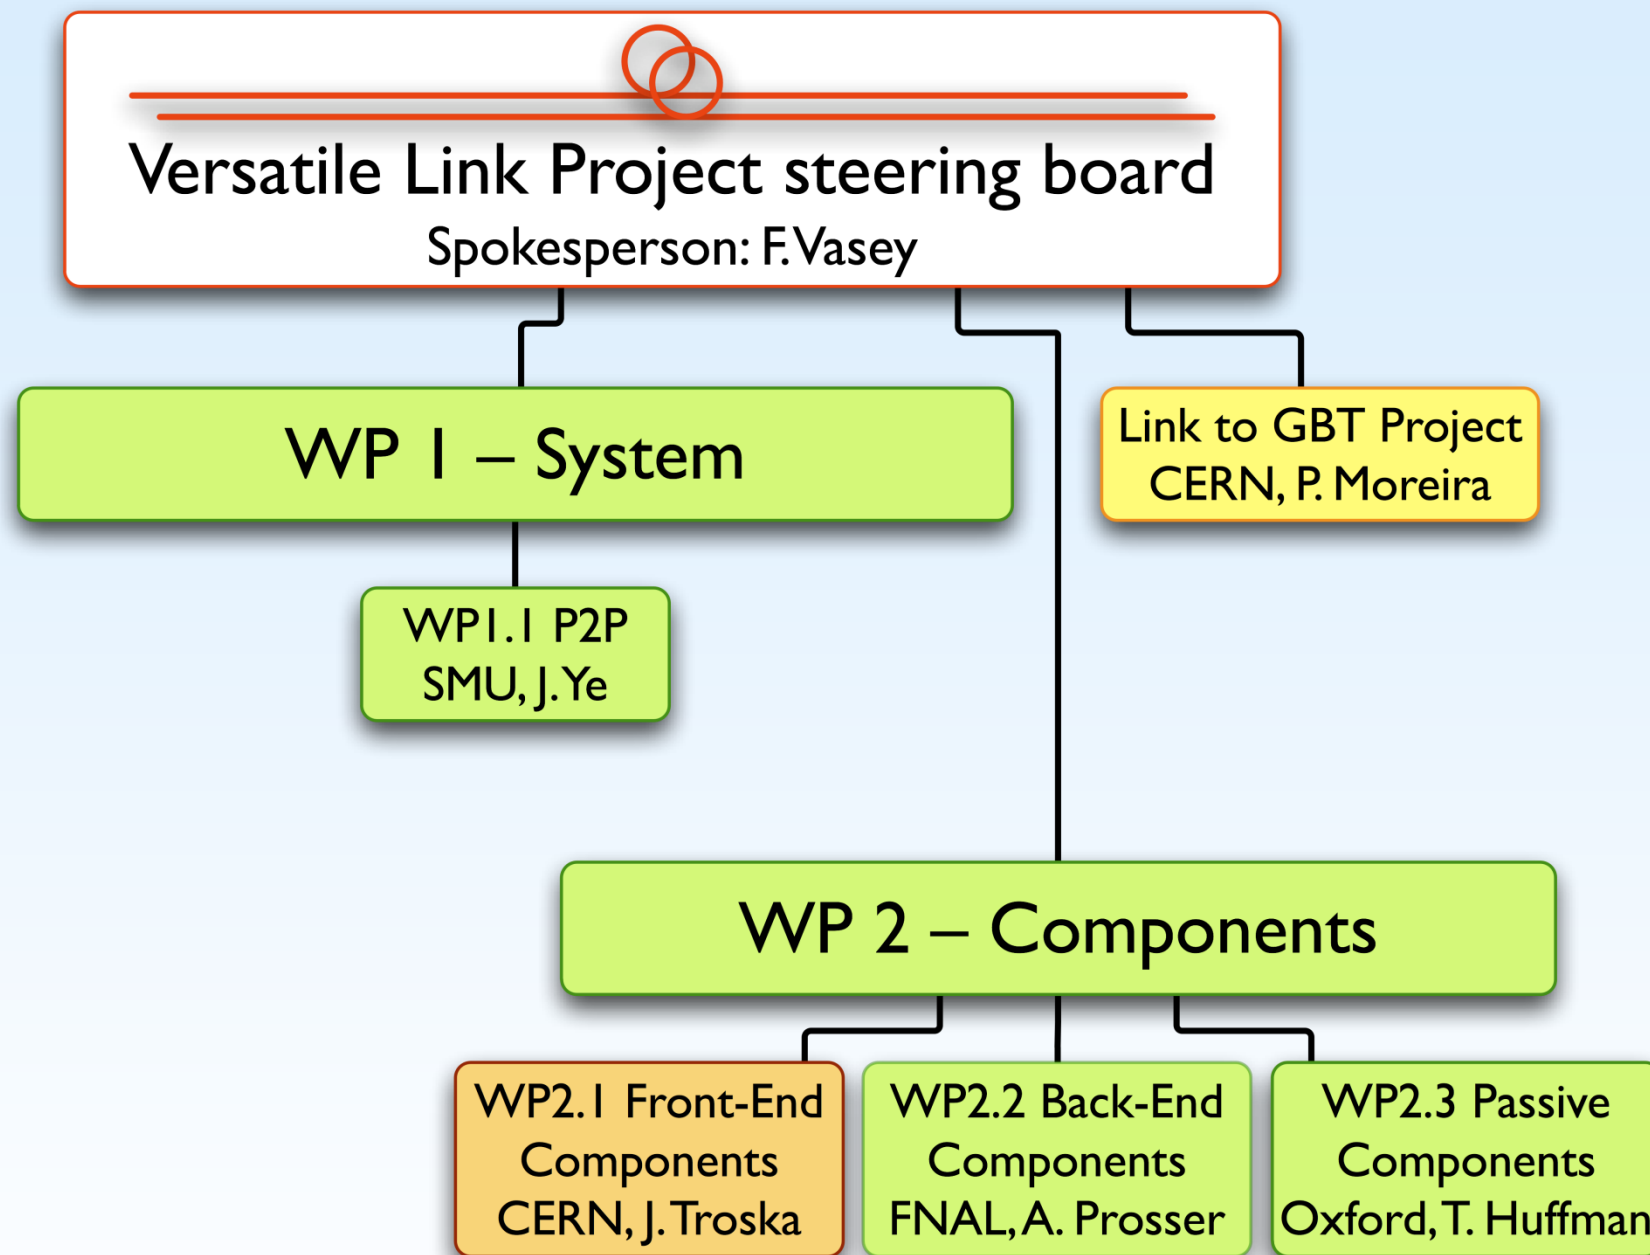 Versatile Link Project steering board
Spokesperson: F. Vasey
WP 1 – System
Link to GBT Project
CERN, P. Moreira
WP1.1 P2P
SMU, J. Ye
WP 2 – Components
WP2.1 Front-End
Components
CERN, J. Troska
WP2.2 Back-End
Components
FNAL, A. Prosser
WP2.3 Passive
Components
Oxford, T. Huffman